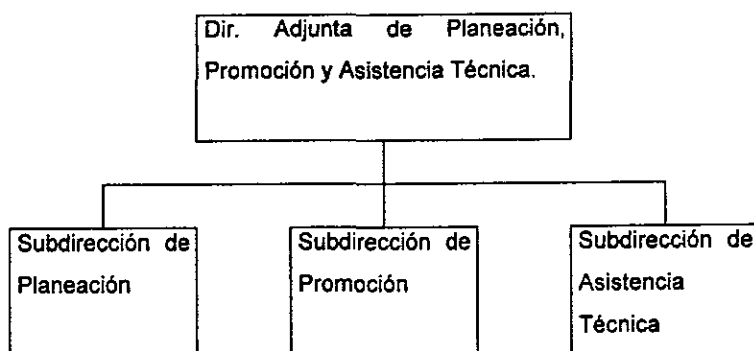 Dir. Adjunta de Planeación,
Promoción y Asistencia Técnica.
Subdirección de
Planeación
Subdirección de
Promoción
Subdirección de
Asistencia
Técnica